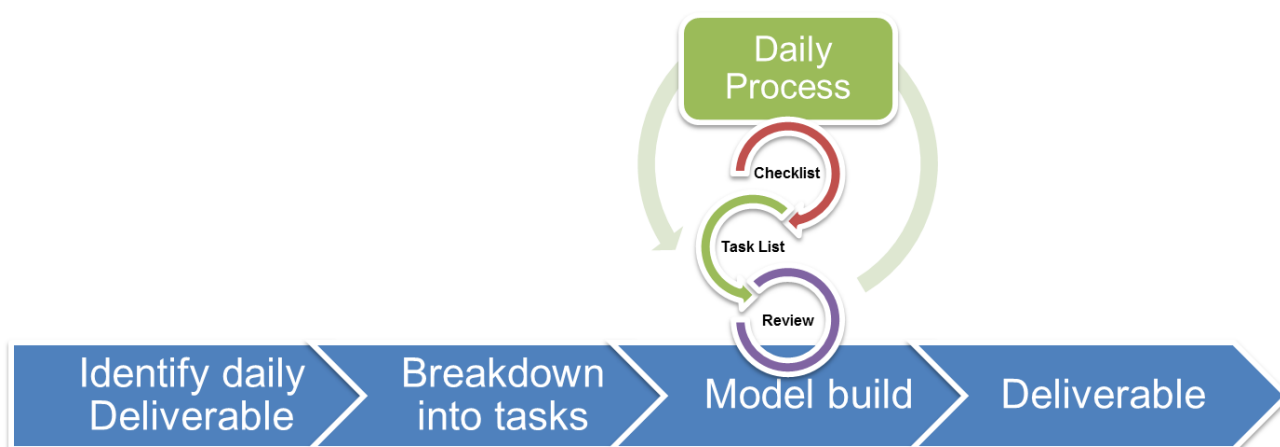 Daily
Process
Checklist
Task List
Review
Identify daily
Deliverable
Breakdown
into tasks
Model build
Deliverable